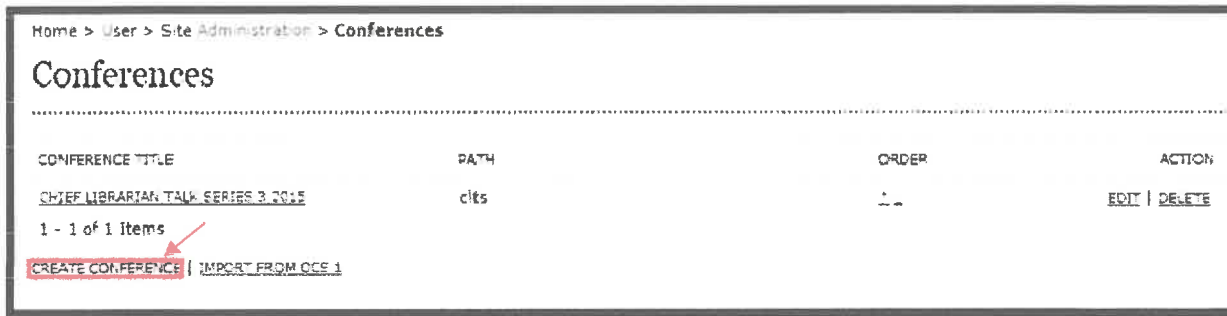 Home > User > Site Administration > Conferences
Conferences
CONFERENCE TITLE PATH ORDER ACTION
CHIEF LIBRARIAN TALK SERIES 3 2015 clts EDIT | DELETE
1 - 1 of 1 Items
CREATE CONFERENCE | IMPORT FROM OCS 1